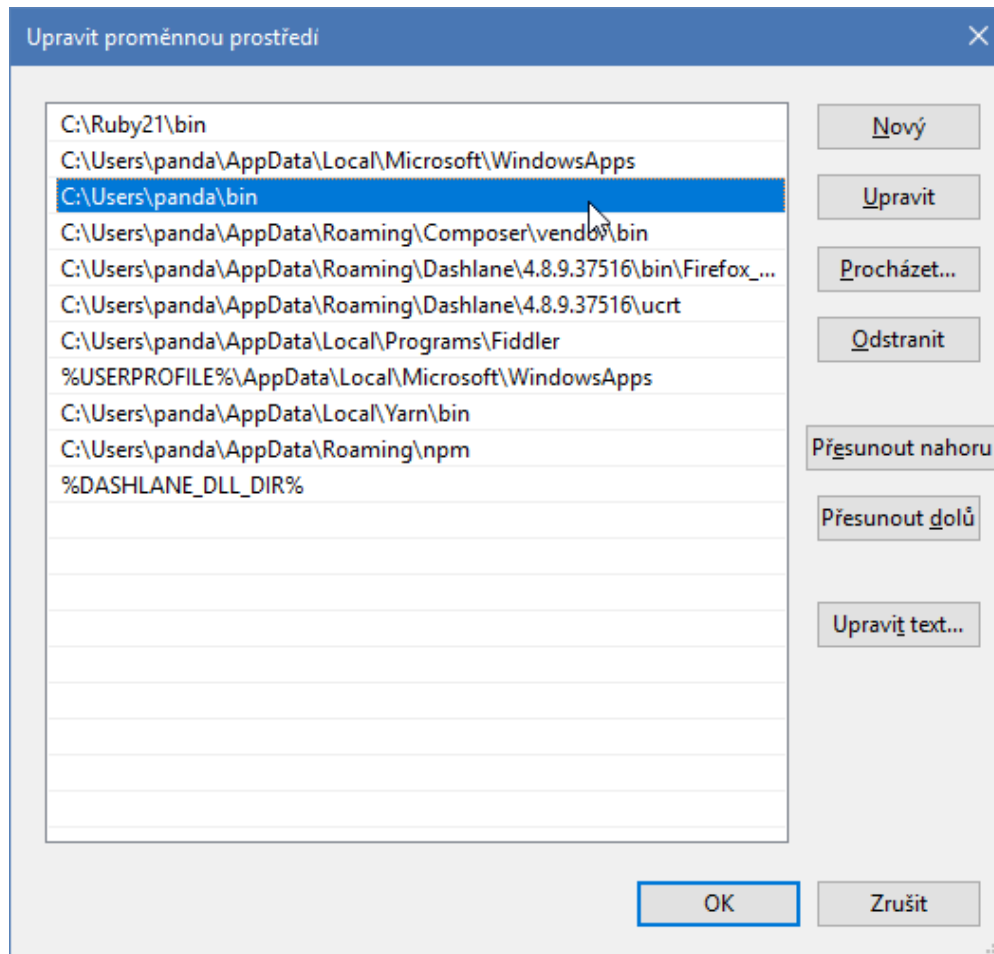 Upravit proměnnou prostředí
C:\Ruby21\bin
C:\Users\panda\AppData\Local\Microsoft\WindowsApps
C:\Users\panda\bin
C:\Users\panda\AppData\Roaming\Composer\vendor\bin
C:\Users\panda\AppData\Roaming\Dashlane\4.8.9.37516\bin\Firefox_...
C:\Users\panda\AppData\Roaming\Dashlane\4.8.9.37516\ucrt
C:\Users\panda\AppData\Local\Programs\Fiddler
%USERPROFILE%\AppData\Local\Microsoft\WindowsApps
C:\Users\panda\AppData\Local\Yarn\bin
C:\Users\panda\AppData\Roaming\npm
%DASHLANE_DLL_DIR%
Nový
Upravit
Procházet...
Odstranit
Přesunout nahoru
Přesunout dolů
Upravit text...
OK
Zrušit